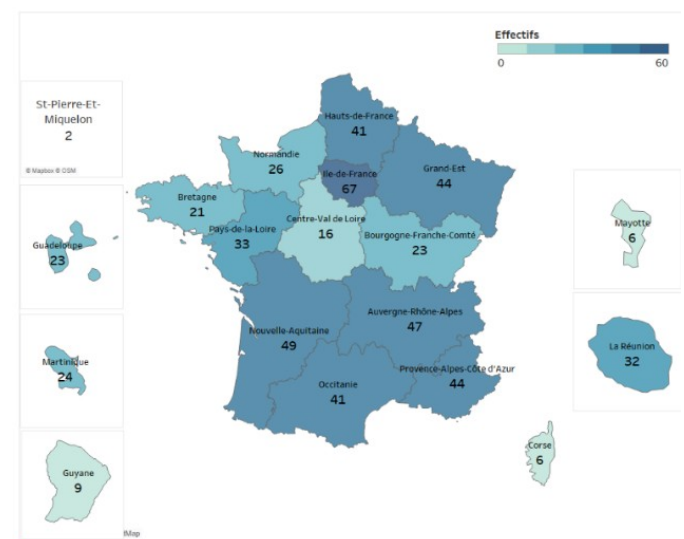 Effectifs
0 60
St-Pierre-Et-
Miquelon
2
© Mapbox © OSM
Hauts-de-France
41
Normandie
26
Ile-de-France
67
Grand-Est
44
Bretagne
21
Pays-de-la-Loire
33
Centre-Val de Loire
16
Bourgogne-Franche-Comté
23
Guadeloupe
23
Mayotte
6
Auvergne-Rhône-Alpes
47
Nouvelle-Aquitaine
49
La Réunion
32
Martinique
24
Provence-Alpes-Côte d'Azur
44
Occitanie
41
Corse
6
Guyane
9
tMap